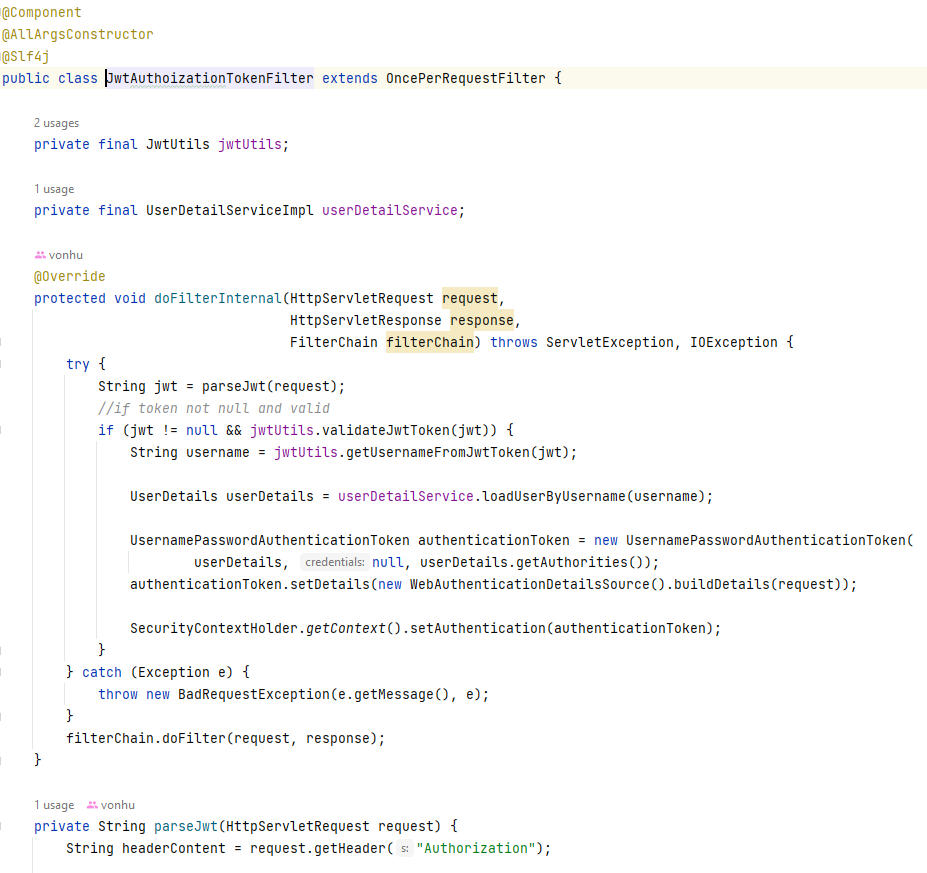 @Component
@AllArgsConstructor
@Slf4j
public class JwtAuthoizationTokenFilter extends OncePerRequestFilter {
2 usages
private final JwtUtils jwtUtils;
1 usage
private final UserDetailServiceImpl userDetailService;
vonhu
@Override
protected void doFilterInternal(HttpServletRequest request,
HttpServletResponse response,
FilterChain filterChain) throws ServletException, IOException {
try {
String jwt = parseJwt(request);
//if token not null and valid
if (jwt != null && jwtUtils.validateJwtToken(jwt)) {
String username = jwtUtils.getUsernameFromJwtToken(jwt);
UserDetails userDetails = userDetailService.loadUserByUsername(username);
UsernamePasswordAuthenticationToken authenticationToken = new UsernamePasswordAuthenticationToken(
userDetails, credentials: null, userDetails.getAuthorities());
authenticationToken.setDetails(new WebAuthenticationDetailsSource().buildDetails(request));
SecurityContextHolder.getContext().setAuthentication(authenticationToken);
}
} catch (Exception e) {
throw new BadRequestException(e.getMessage(), e);
}
filterChain.doFilter(request, response);
}
1 usage vonhu
private String parseJwt(HttpServletRequest request) {
String headerContent = request.getHeader( s: "Authorization");